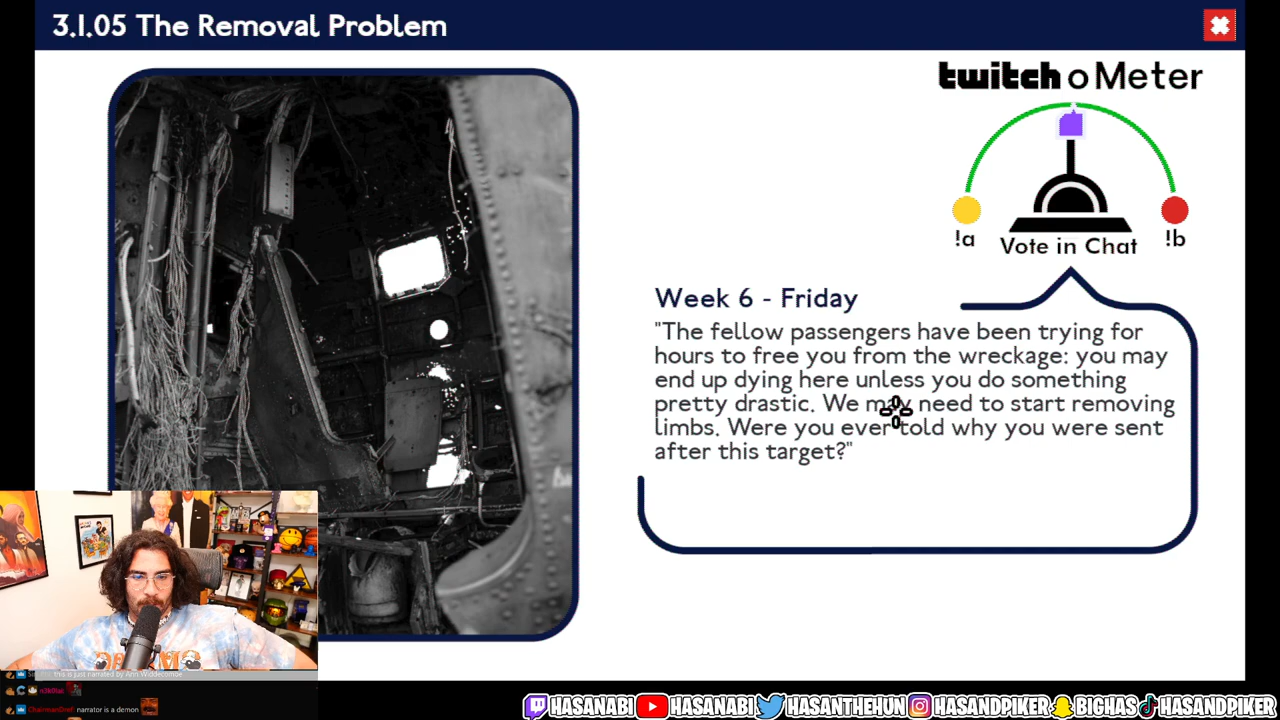 3.1.05 The Removal Problem
twitch o Meter
!a
Vote in Chat
!b
Week 6 - Friday
"The fellow passengers have been trying for
hours to free you from the wreckage: you may
end up dying here unless you do something
pretty drastic. We may need to start removing
limbs. Were you ever told why you were sent
after this target?"
this is just narrated by Ann Widdecombe
n3k0tai
ChairmanDref: narrator is a demon
HASANABI HASANABI HASANTHEHUN HASANDPIKER BIGHAS HASANDPIKER